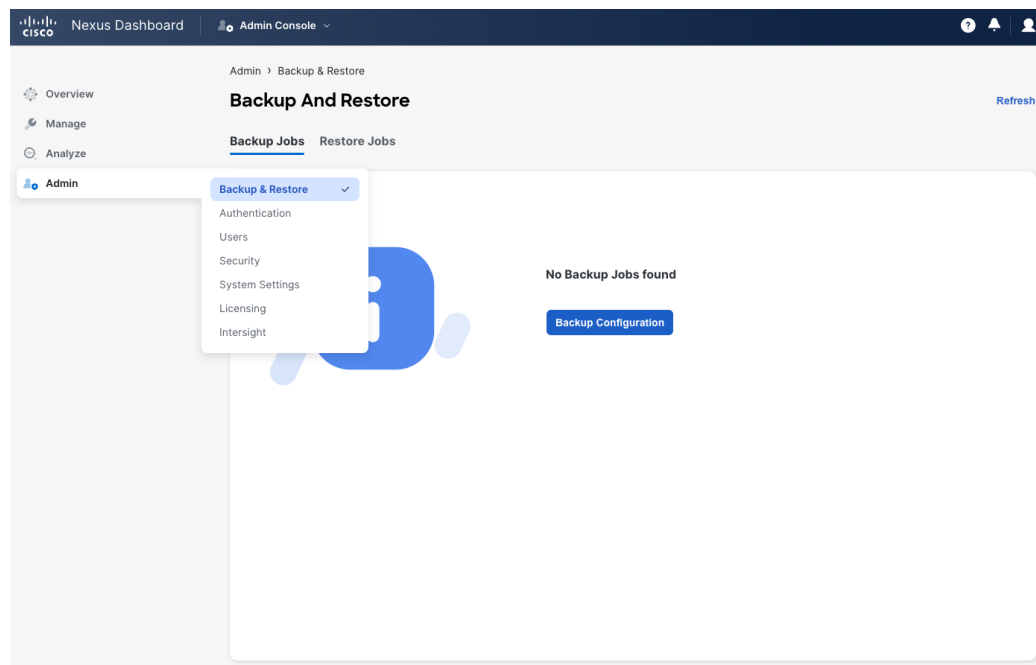 CISCO Nexus Dashboard Admin Console
Admin > Backup & Restore
Overview
Manage
Analyze
Admin
Backup And Restore
Refresh
Backup Jobs Restore Jobs
Backup & Restore
Authentication
Users
Security
System Settings
Licensing
Intersight
No Backup Jobs found
Backup Configuration